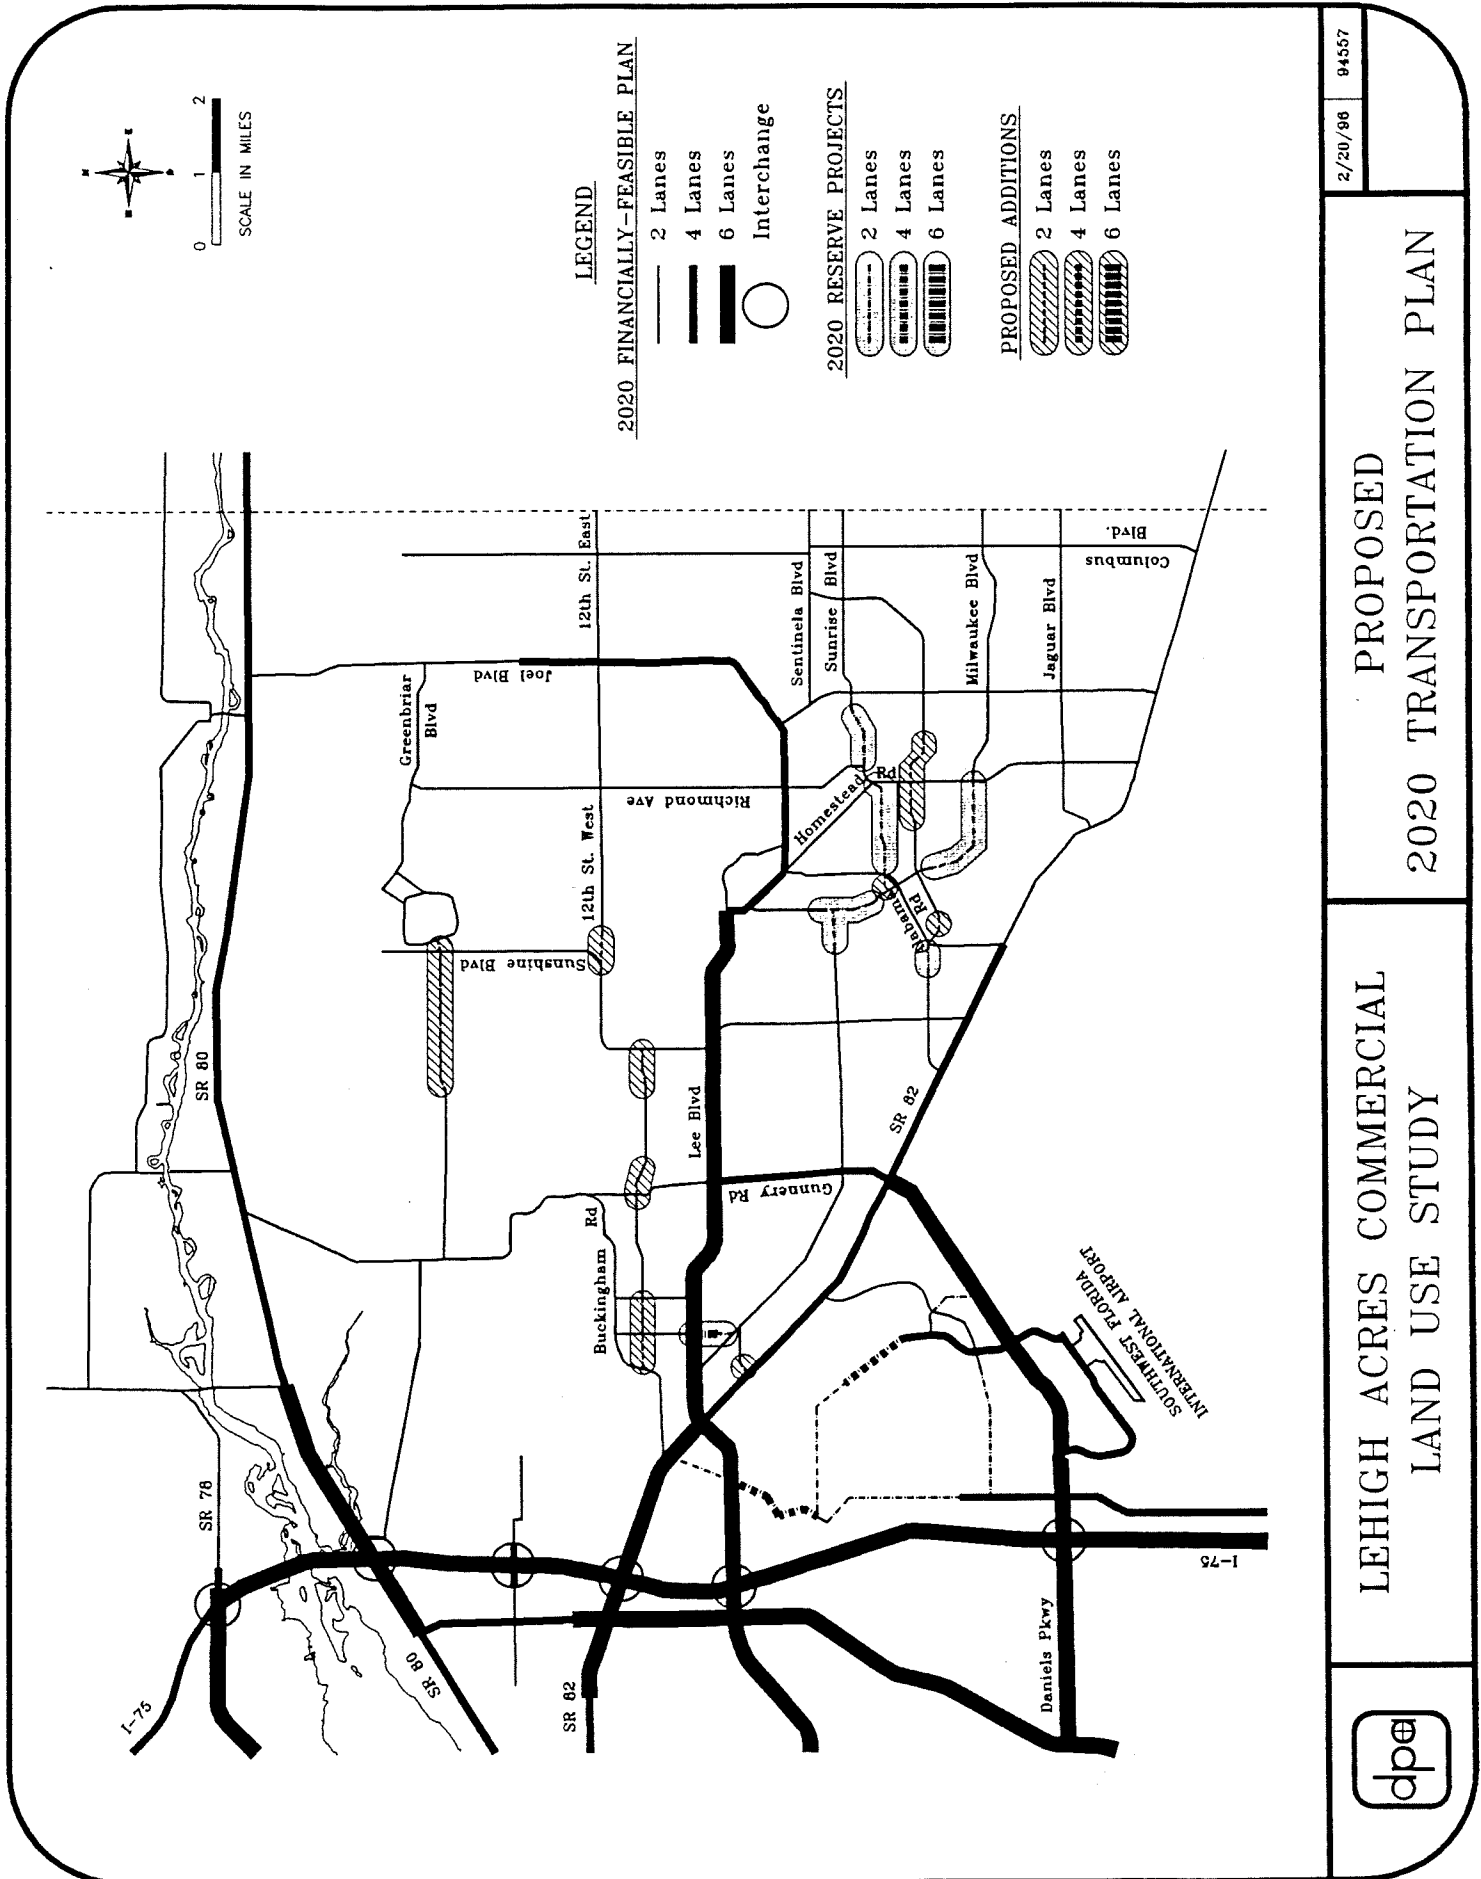 0 1 2
SCALE IN MILES
LEGEND
2020 FINANCIALLY-FEASIBLE PLAN
2 Lanes
4 Lanes
6 Lanes
Interchange
2020 RESERVE PROJECTS
2 Lanes
4 Lanes
6 Lanes
PROPOSED ADDITIONS
2 Lanes
4 Lanes
6 Lanes
I-75
SR 78
SR 80
SR 80
SR 82
Buckingham Rd
Sunshine Blvd
12th St. West
Greenbriar
Blvd
Joel Blvd
12th St. East
Richmond Ave
Lee Blvd
Gunnery Rd
Homestead Rd
Sentinela Blvd
Sunrise Blvd
Alabama Rd
Milwaukee Blvd
Jaguar Blvd
Columbus
Blvd.
SR 82
SOUTHWEST FLORIDA
INTERNATIONAL AIRPORT
Daniels Pkwy
I-75
dpa
LEHIGH ACRES COMMERCIAL
LAND USE STUDY
PROPOSED
2020 TRANSPORTATION PLAN
2/20/96 94557